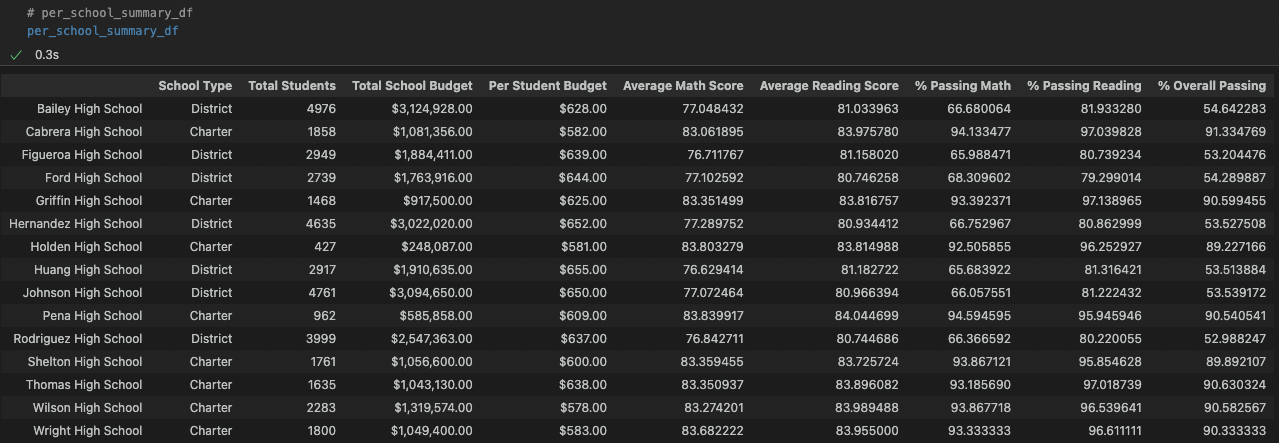 # per_school_summary_df
per_school_summary_df
0.3s
School Type Total Students Total School Budget Per Student Budget Average Math Score Average Reading Score % Passing Math % Passing Reading % Overall Passing
Bailey High School District 4976 $3,124,928.00 $628.00 77.048432 81.033963 66.680064 81.933280 54.642283
Cabrera High School Charter 1858 $1,081,356.00 $582.00 83.061895 83.975780 94.133477 97.039828 91.334769
Figueroa High School District 2949 $1,884,411.00 $639.00 76.711767 81.158020 65.988471 80.739234 53.204476
Ford High School District 2739 $1,763,916.00 $644.00 77.102592 80.746258 68.309602 79.299014 54.289887
Griffin High School Charter 1468 $917,500.00 $625.00 83.351499 83.816757 93.392371 97.138965 90.599455
Hernandez High School District 4635 $3,022,020.00 $652.00 77.289752 80.934412 66.752967 80.862999 53.527508
Holden High School Charter 427 $248,087.00 $581.00 83.803279 83.814988 92.505855 96.252927 89.227166
Huang High School District 2917 $1,910,635.00 $655.00 76.629414 81.182722 65.683922 81.316421 53.513884
Johnson High School District 4761 $3,094,650.00 $650.00 77.072464 80.966394 66.057551 81.222432 53.539172
Pena High School Charter 962 $585,858.00 $609.00 83.839917 84.044699 94.594595 95.945946 90.540541
Rodriguez High School District 3999 $2,547,363.00 $637.00 76.842711 80.744686 66.366592 80.220055 52.988247
Shelton High School Charter 1761 $1,056,600.00 $600.00 83.359455 83.725724 93.867121 95.854628 89.892107
Thomas High School Charter 1635 $1,043,130.00 $638.00 83.350937 83.896082 93.185690 97.018739 90.630324
Wilson High School Charter 2283 $1,319,574.00 $578.00 83.274201 83.989488 93.867718 96.539641 90.582567
Wright High School Charter 1800 $1,049,400.00 $583.00 83.682222 83.955000 93.333333 96.611111 90.333333